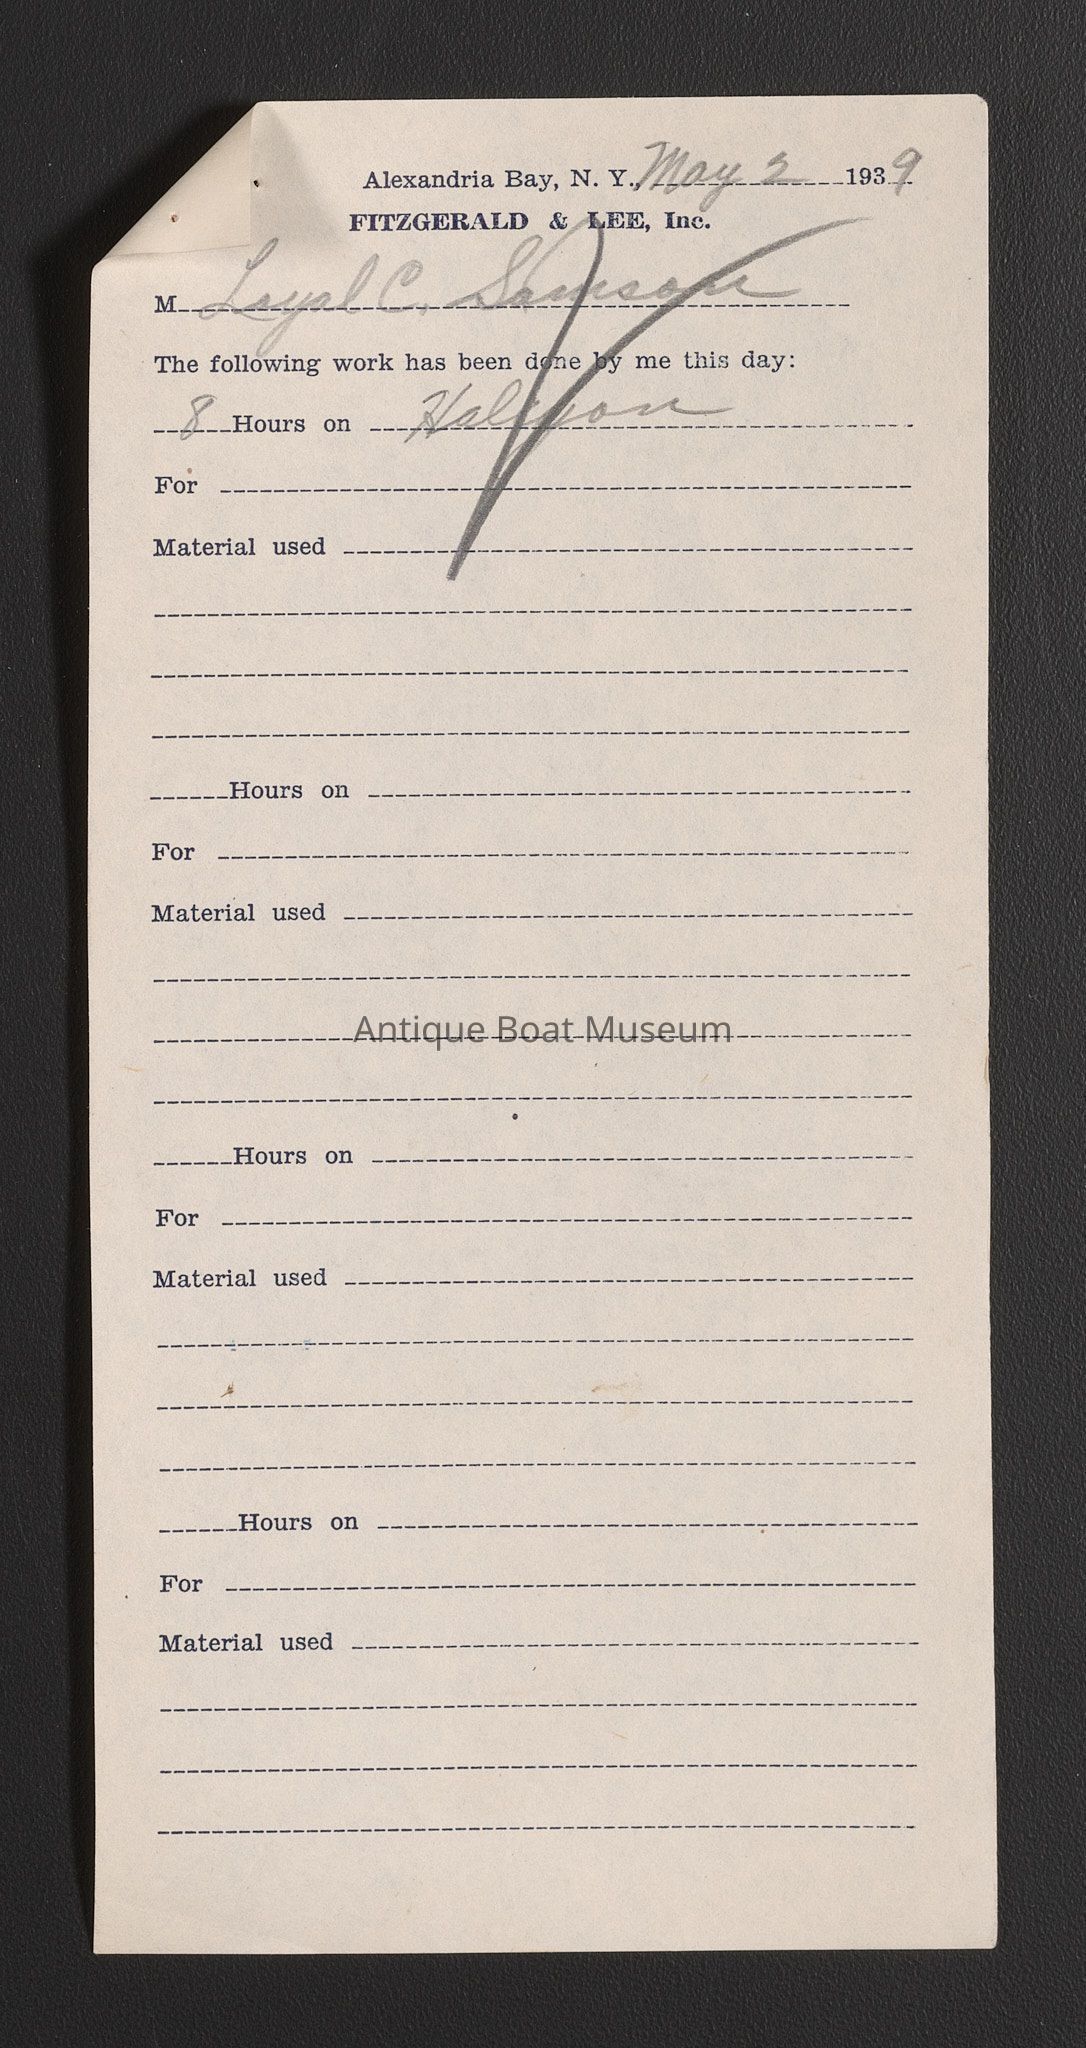 Alexandria Bay, N. Y., May 2 1939
FITZGERALD & LEE, Inc.
M Loyal C. Samson
The following work has been done by me this day:
8 Hours on Halcyon
For
Material used
Hours on
For
Material used
Antique Boat Museum
Hours on
For
Material used
Hours on
For
Material used